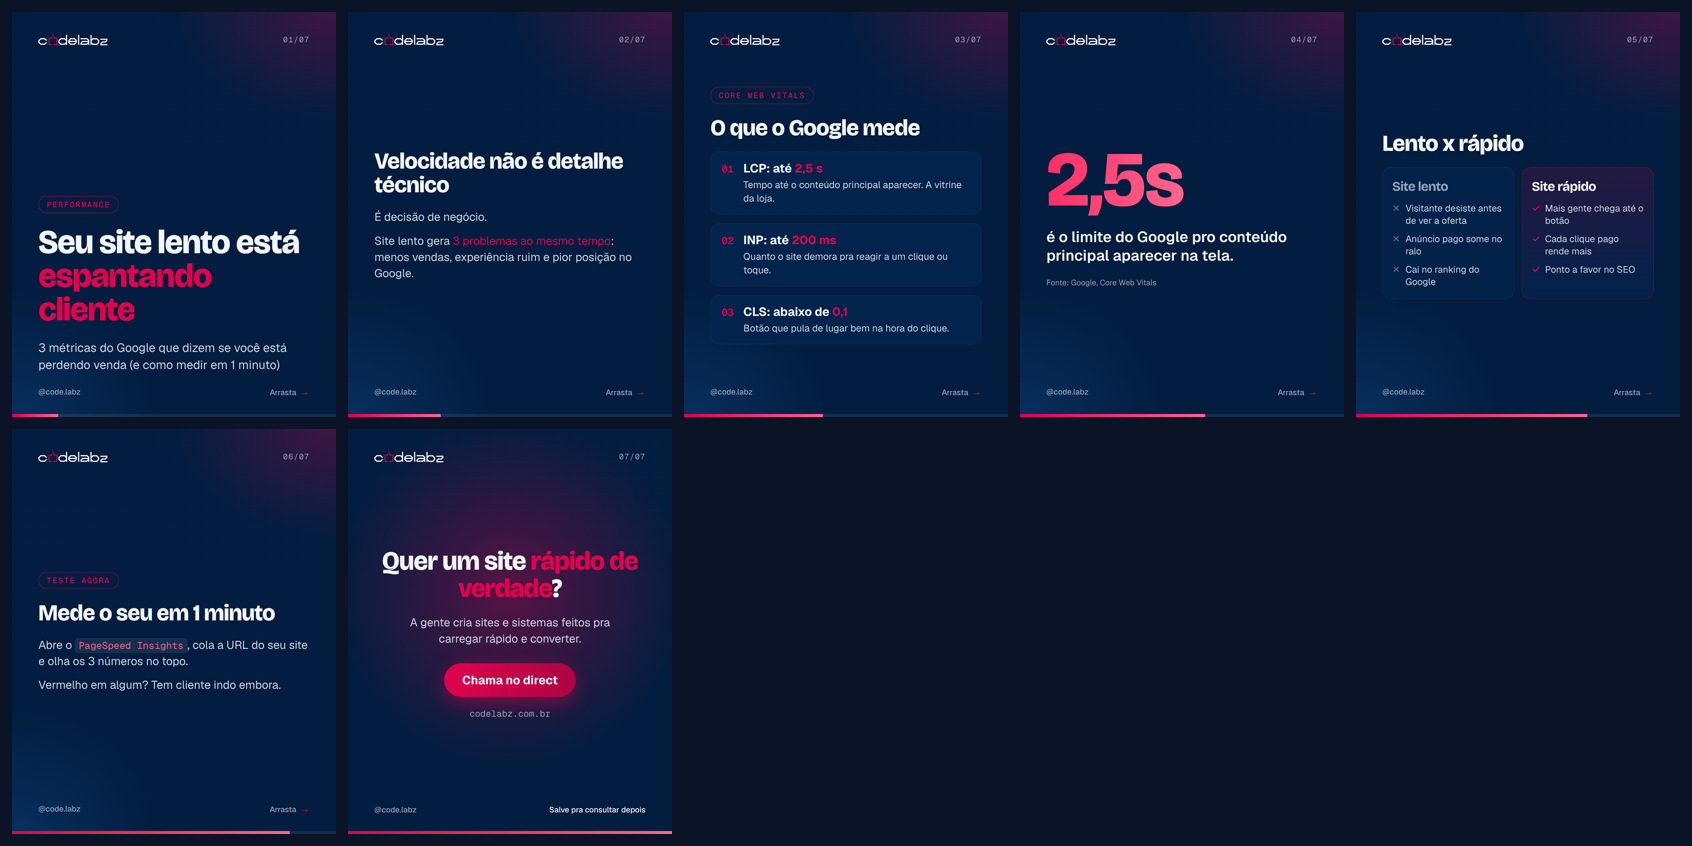 codelabz
01/07
PERFORMANCE
Seu site lento está
espantando
cliente
3 métricas do Google que dizem se você está
perdendo venda (e como medir em 1 minuto)
@code.labz
Arrasta →
codelabz
02/07
Velocidade não é detalhe
técnico
É decisão de negócio.
Site lento gera 3 problemas ao mesmo tempo:
menos vendas, experiência ruim e pior posição no
Google.
@code.labz
Arrasta →
codelabz
03/07
CORE WEB VITALS
O que o Google mede
01 LCP: até 2,5 s
Tempo até o conteúdo principal aparecer. A vitrine
da loja.
02 INP: até 200 ms
Quanto o site demora pra reagir a um clique ou
toque.
03 CLS: abaixo de 0,1
Botão que pula de lugar bem na hora do clique.
@code.labz
Arrasta →
codelabz
04/07
2,5s
é o limite do Google pro conteúdo
principal aparecer na tela.
Fonte: Google, Core Web Vitals
@code.labz
Arrasta →
codelabz
05/07
Lento x rápido
Site lento
× Visitante desiste antes
de ver a oferta
× Anúncio pago some no
ralo
× Cai no ranking do
Google
Site rápido
✓ Mais gente chega até o
botão
✓ Cada clique pago
rende mais
✓ Ponto a favor no SEO
@code.labz
Arrasta →
codelabz
06/07
TESTE AGORA
Mede o seu em 1 minuto
Abre o PageSpeed Insights, cola a URL do seu site
e olha os 3 números no topo.
Vermelho em algum? Tem cliente indo embora.
@code.labz
Arrasta →
codelabz
07/07
Quer um site rápido de
verdade?
A gente cria sites e sistemas feitos pra
carregar rápido e converter.
Chama no direct
codelabz.com.br
@code.labz
Salve pra consultar depois